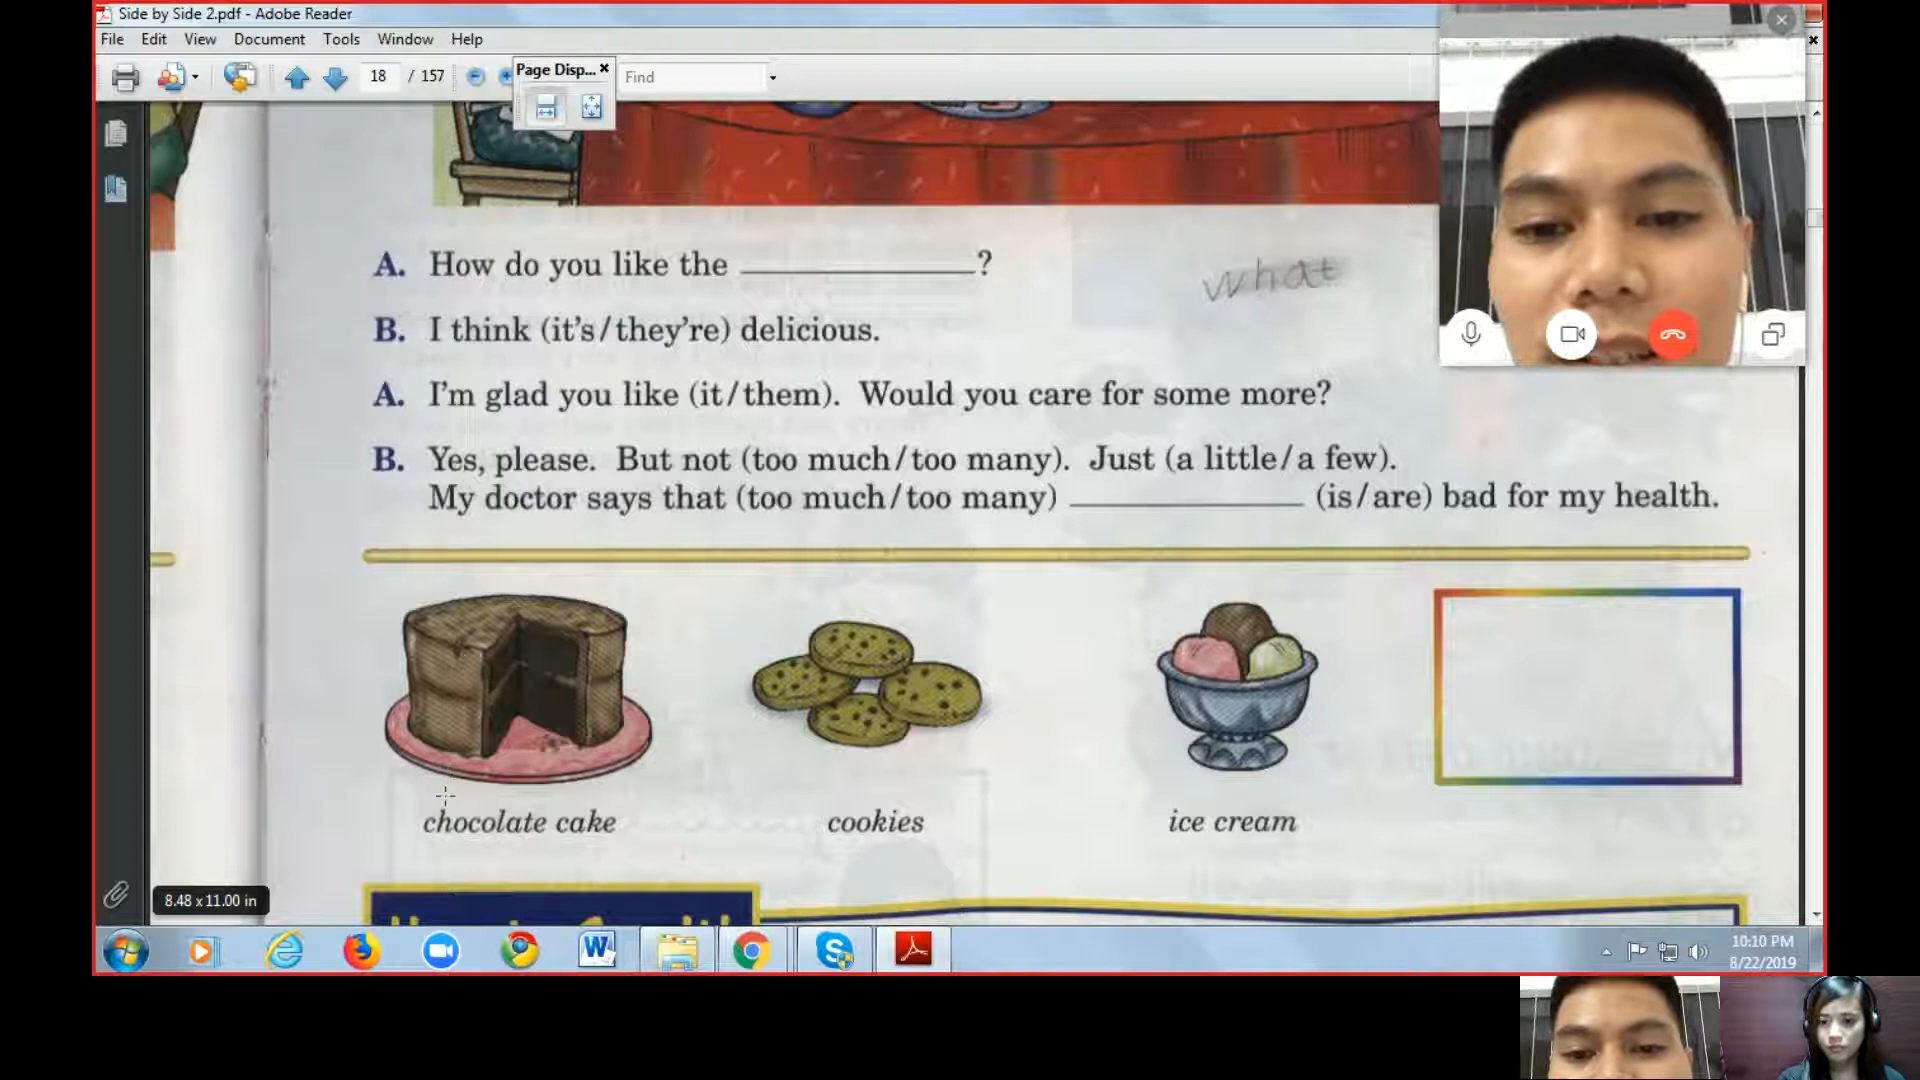 Side by Side 2.pdf - Adobe Reader
File Edit View Document Tools Window Help
18 / 157 Page Disp... Find
A. How do you like the ____________?
what
B. I think (it's/they're) delicious.
A. I'm glad you like (it/them). Would you care for some more?
B. Yes, please. But not (too much/too many). Just (a little/a few).
My doctor says that (too much/too many) ____________ (is/are) bad for my health.
chocolate cake cookies ice cream
8.48 x 11.00 in
10:10 PM
8/22/2019